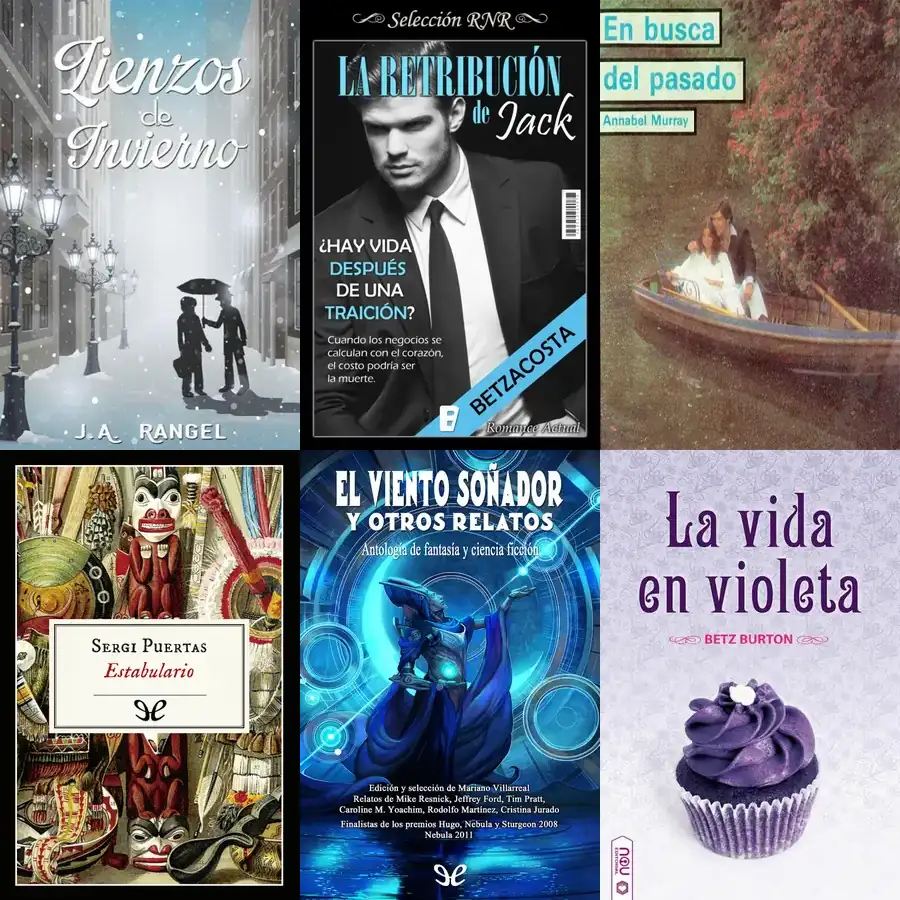 Lienzos
de
Invierno
J.A. RANGEL
Selección RNR
LA RETRIBUCIÓN
de Jack
¿HAY VIDA
DESPUÉS
DE UNA
TRAICIÓN?
Cuando los negocios se
calculan con el corazón,
el costo podría ser
la muerte.
BETZACOSTA
B
Romance Actual
En busca
del pasado
Annabel Murray
SERGI PUERTAS
Estabulario
EL VIENTO SOÑADOR
Y OTROS RELATOS
Antología de fantasía y ciencia ficción
Edición y selección de Mariano Villarreal
Relatos de Mike Resnick, Jeffrey Ford, Tim Pratt,
Caroline M. Yoachim, Rodolfo Martínez, Cristina Jurado
Finalistas de los premios Hugo, Nebula y Sturgeon 2008
Nebula 2011
La vida
en violeta
BETZ BURTON
nou
EDITORIAL